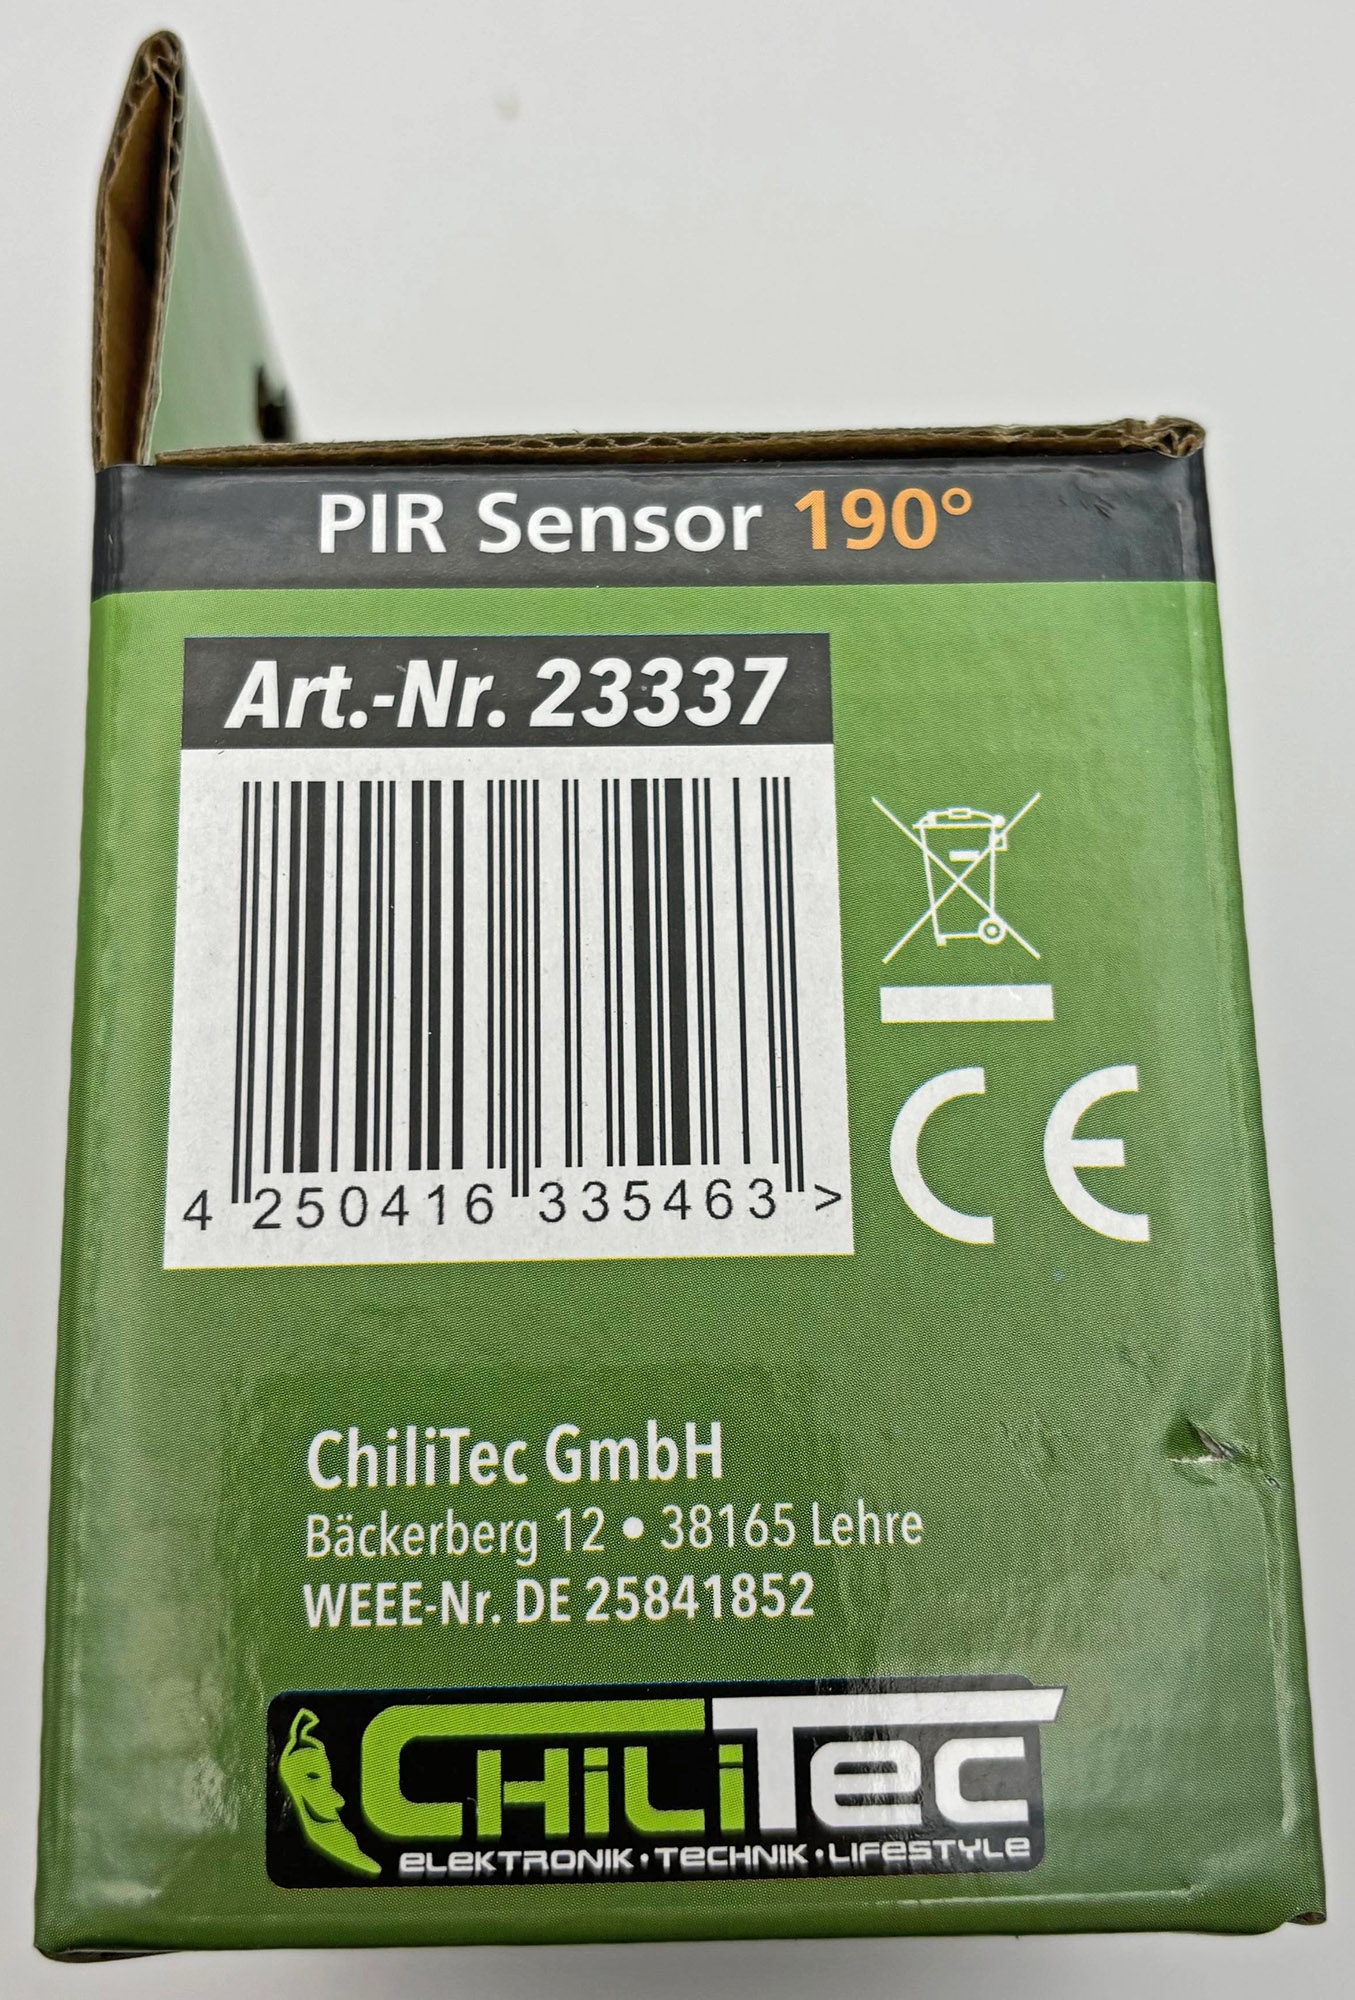 PIR Sensor 190°
Art.-Nr. 23337
4 250416 335463 >
CE
ChiliTec GmbH
Bäckerberg 12 • 38165 Lehre
WEEE-Nr. DE 25841852
CHiLiTEC
ELEKTRONIK · TECHNIK · LIFESTYLE